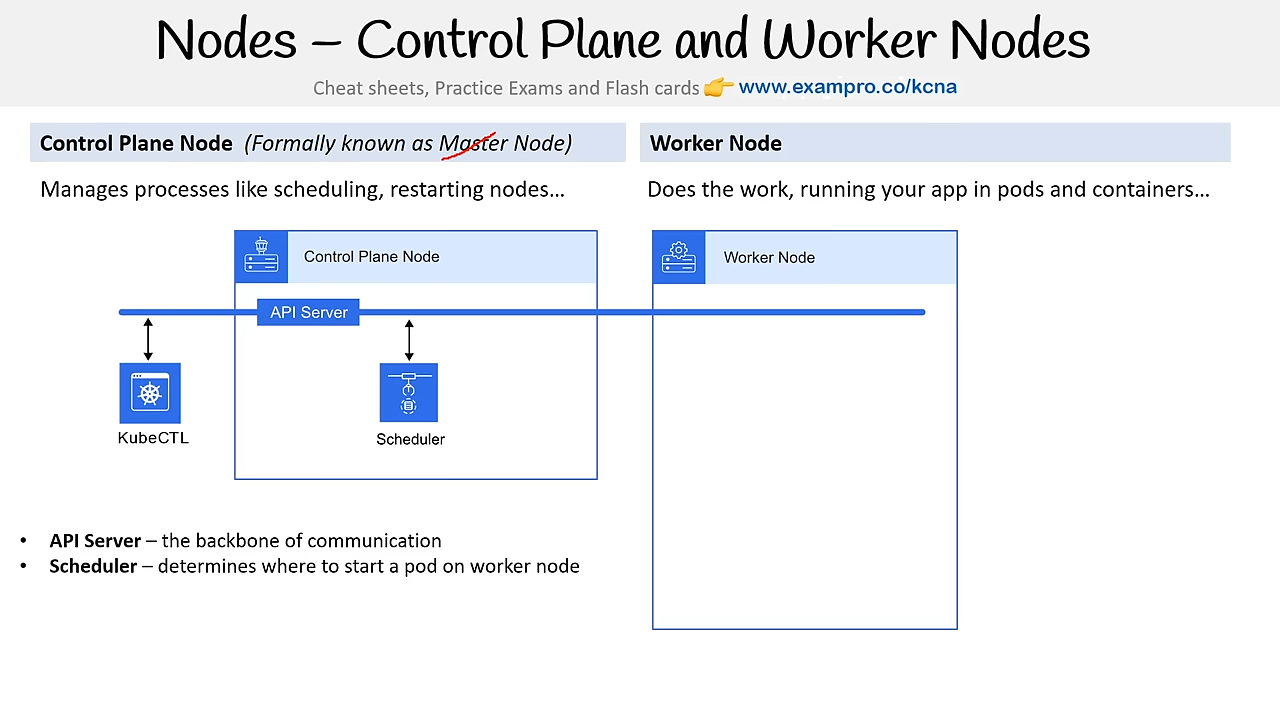 Nodes – Control Plane and Worker Nodes
Cheat sheets, Practice Exams and Flash cards 👉 www.exampro.co/kcna
Control Plane Node (Formally known as Master Node)
Manages processes like scheduling, restarting nodes…
Control Plane Node
API Server
KubeCTL
Scheduler
• API Server – the backbone of communication
• Scheduler – determines where to start a pod on worker node
Worker Node
Does the work, running your app in pods and containers…
Worker Node